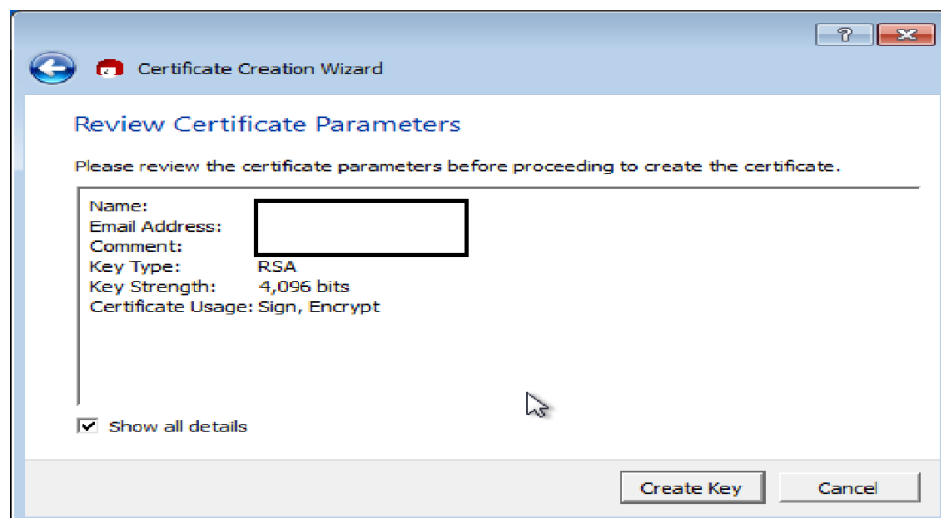 ?
Certificate Creation Wizard
Review Certificate Parameters
Please review the certificate parameters before proceeding to create the certificate.
Name:
Email Address:
Comment:
Key Type: RSA
Key Strength: 4,096 bits
Certificate Usage: Sign, Encrypt
Show all details
Create Key Cancel